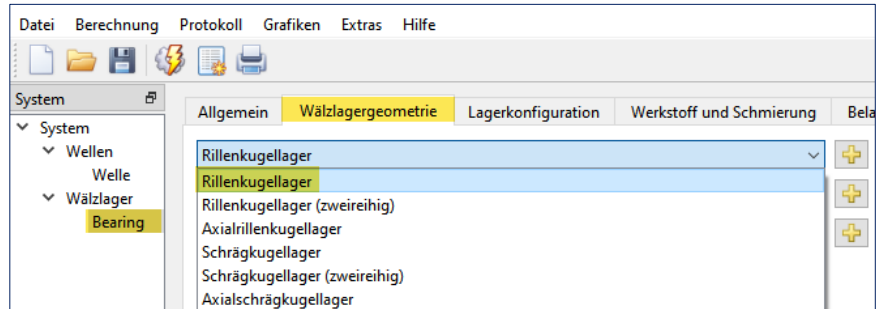 Datei Berechnung Protokoll Grafiken Extras Hilfe
System
System
Wellen
Welle
Wälzlager
Bearing
Allgemein Wälzlagergeometrie Lagerkonfiguration Werkstoff und Schmierung Bela
Rillenkugellager
Rillenkugellager
Rillenkugellager (zweireihig)
Axialrillenkugellager
Schrägkugellager
Schrägkugellager (zweireihig)
Axialschrägkugellager